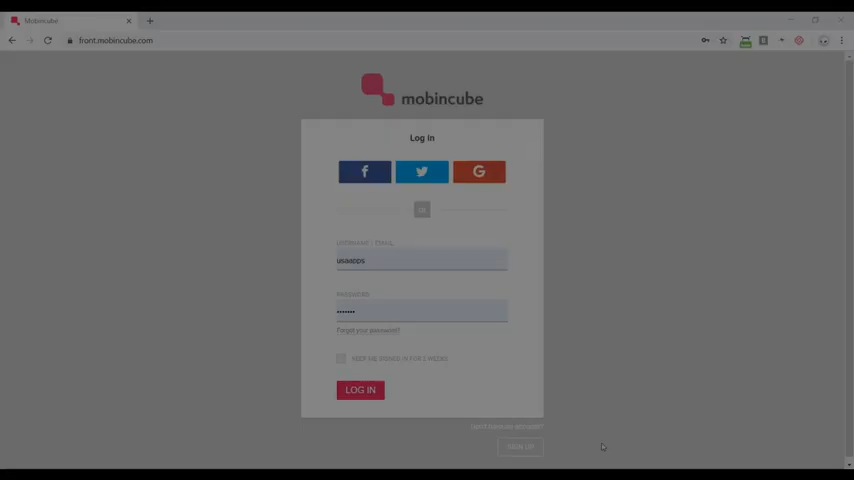 Mobincube
front.mobincube.com
mobincube
Log in
f
G
OR
USERNAME / EMAIL
usaapps
PASSWORD
•••••••
Forgot your password?
KEEP ME SIGNED IN FOR 2 WEEKS
LOG IN
Don't have an account?
SIGN UP